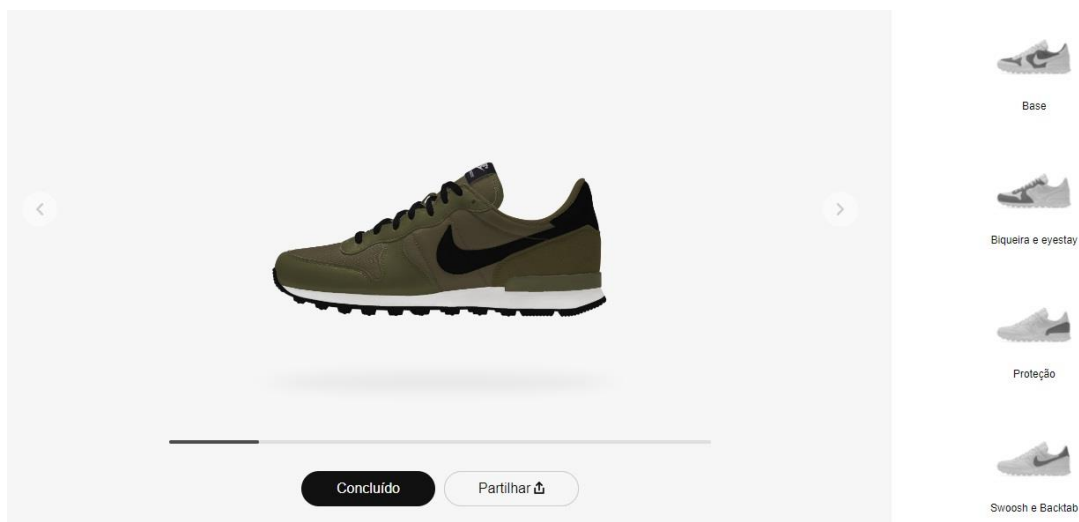 Base
Biqueira e eyestay
Proteção
Swoosh e Backtab
Concluído
Partilhar